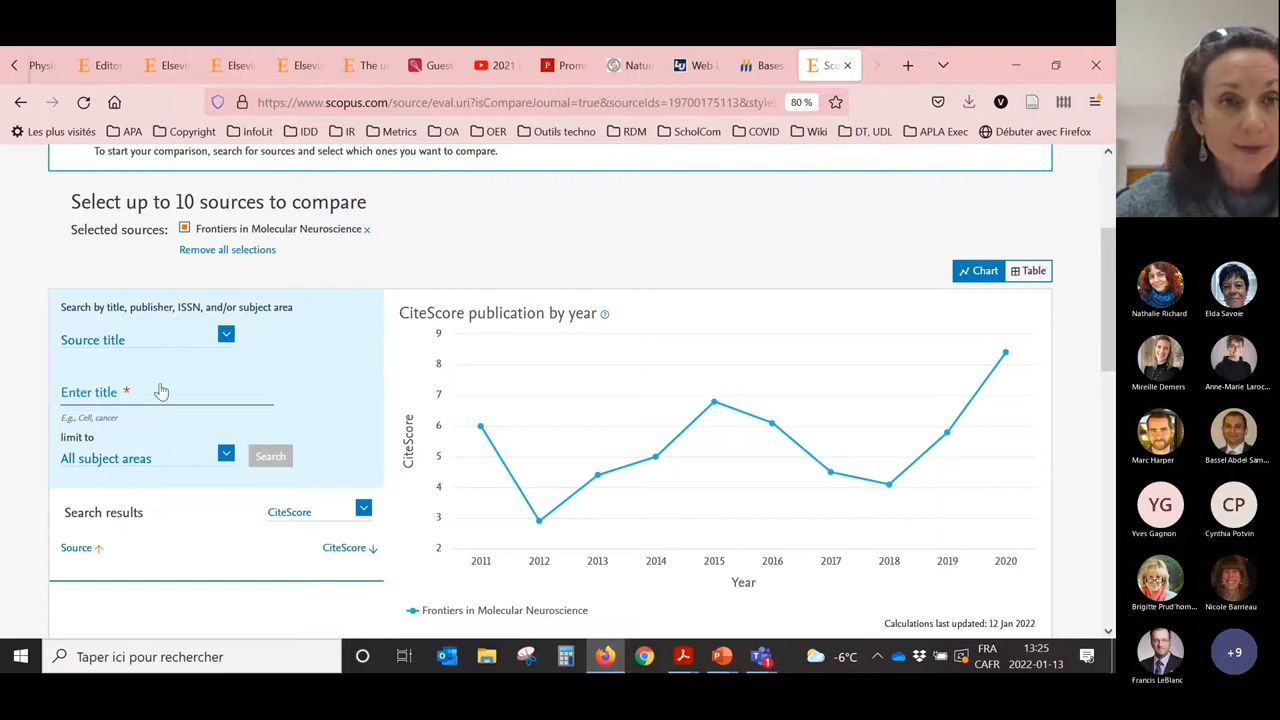 Physic
Editor
Elsevi
Elsevi
Elsevi
The u
Guest
2021
Prom
Natu
Web
Bases
Sco
https://www.scopus.com/source/eval.uri?isCompareJournal=true&sourceIds=19700175113&stylel
80 %
Les plus visités
APA
Copyright
InfoLit
IDD
IR
Metrics
OA
OER
Outils techno
RDM
ScholCom
COVID
Wiki
DT, UDL
APLA Exec
Débuter avec Firefox
To start your comparison, search for sources and select which ones you want to compare.
Select up to 10 sources to compare
Selected sources: Frontiers in Molecular Neuroscience x
Remove all selections
Chart
Table
Search by title, publisher, ISSN, and/or subject area
Source title
Enter title *
E.g., Cell, cancer
limit to
All subject areas
Search
Search results
CiteScore
Source
CiteScore
CiteScore publication by year
9
8
7
6
5
4
3
2
CiteScore
2011 2012 2013 2014 2015 2016 2017 2018 2019 2020
Year
Frontiers in Molecular Neuroscience
Calculations last updated: 12 Jan 2022
Taper ici pour rechercher
-6°C
FRA
CAFR
13:25
2022-01-13
Nathalie Richard
Elda Savoie
Mireille Demers
Anne-Marie Laroc...
Marc Harper
Bassel Abdel Sam...
YG
CP
Yves Gagnon
Cynthia Potvin
Brigitte Prud'hom...
Nicole Barrieau
Francis LeBlanc
+9